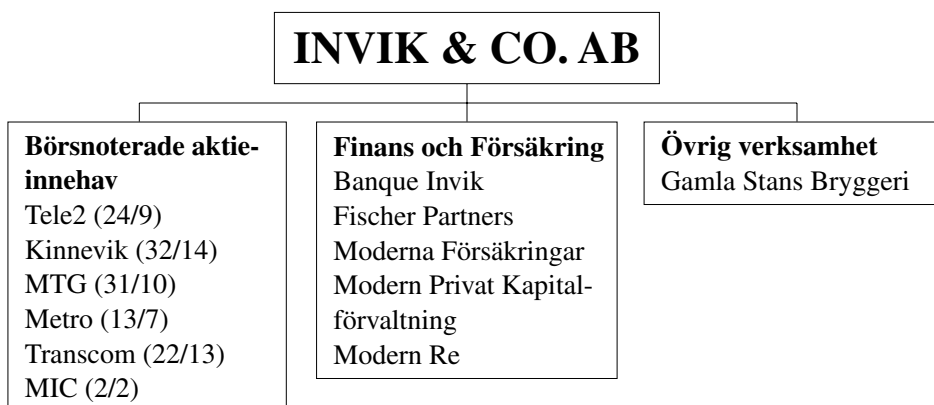 INVIK & CO. AB
Börsnoterade aktie-
innehav
Tele2 (24/9)
Kinnevik (32/14)
MTG (31/10)
Metro (13/7)
Transcom (22/13)
MIC (2/2)
Finans och Försäkring
Banque Invik
Fischer Partners
Moderna Försäkringar
Modern Privat Kapital-
förvaltning
Modern Re
Övrig verksamhet
Gamla Stans Bryggeri